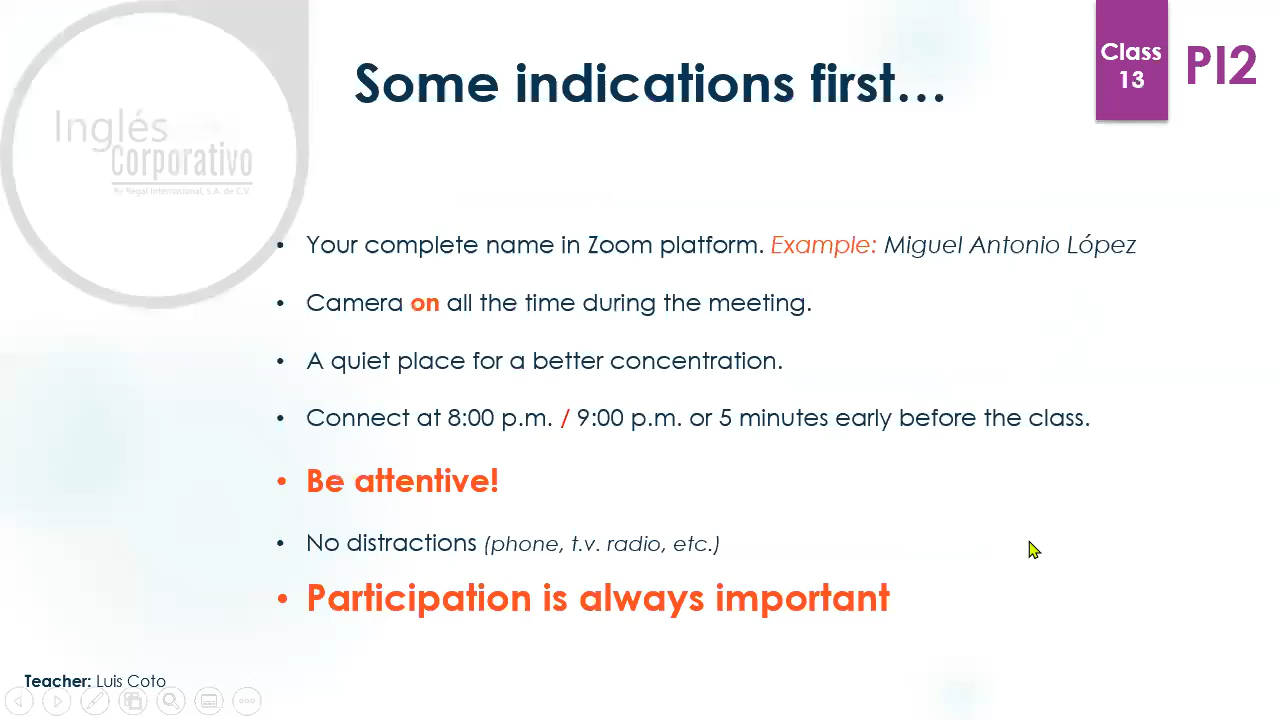 Some indications first…
Class
13
PI2
Inglés
Corporativo
By Regal International, S.A. de C.V.
• Your complete name in Zoom platform. Example: Miguel Antonio López
• Camera on all the time during the meeting.
• A quiet place for a better concentration.
• Connect at 8:00 p.m. / 9:00 p.m. or 5 minutes early before the class.
• Be attentive!
• No distractions (phone, t.v. radio, etc.)
• Participation is always important
Teacher: Luis Coto